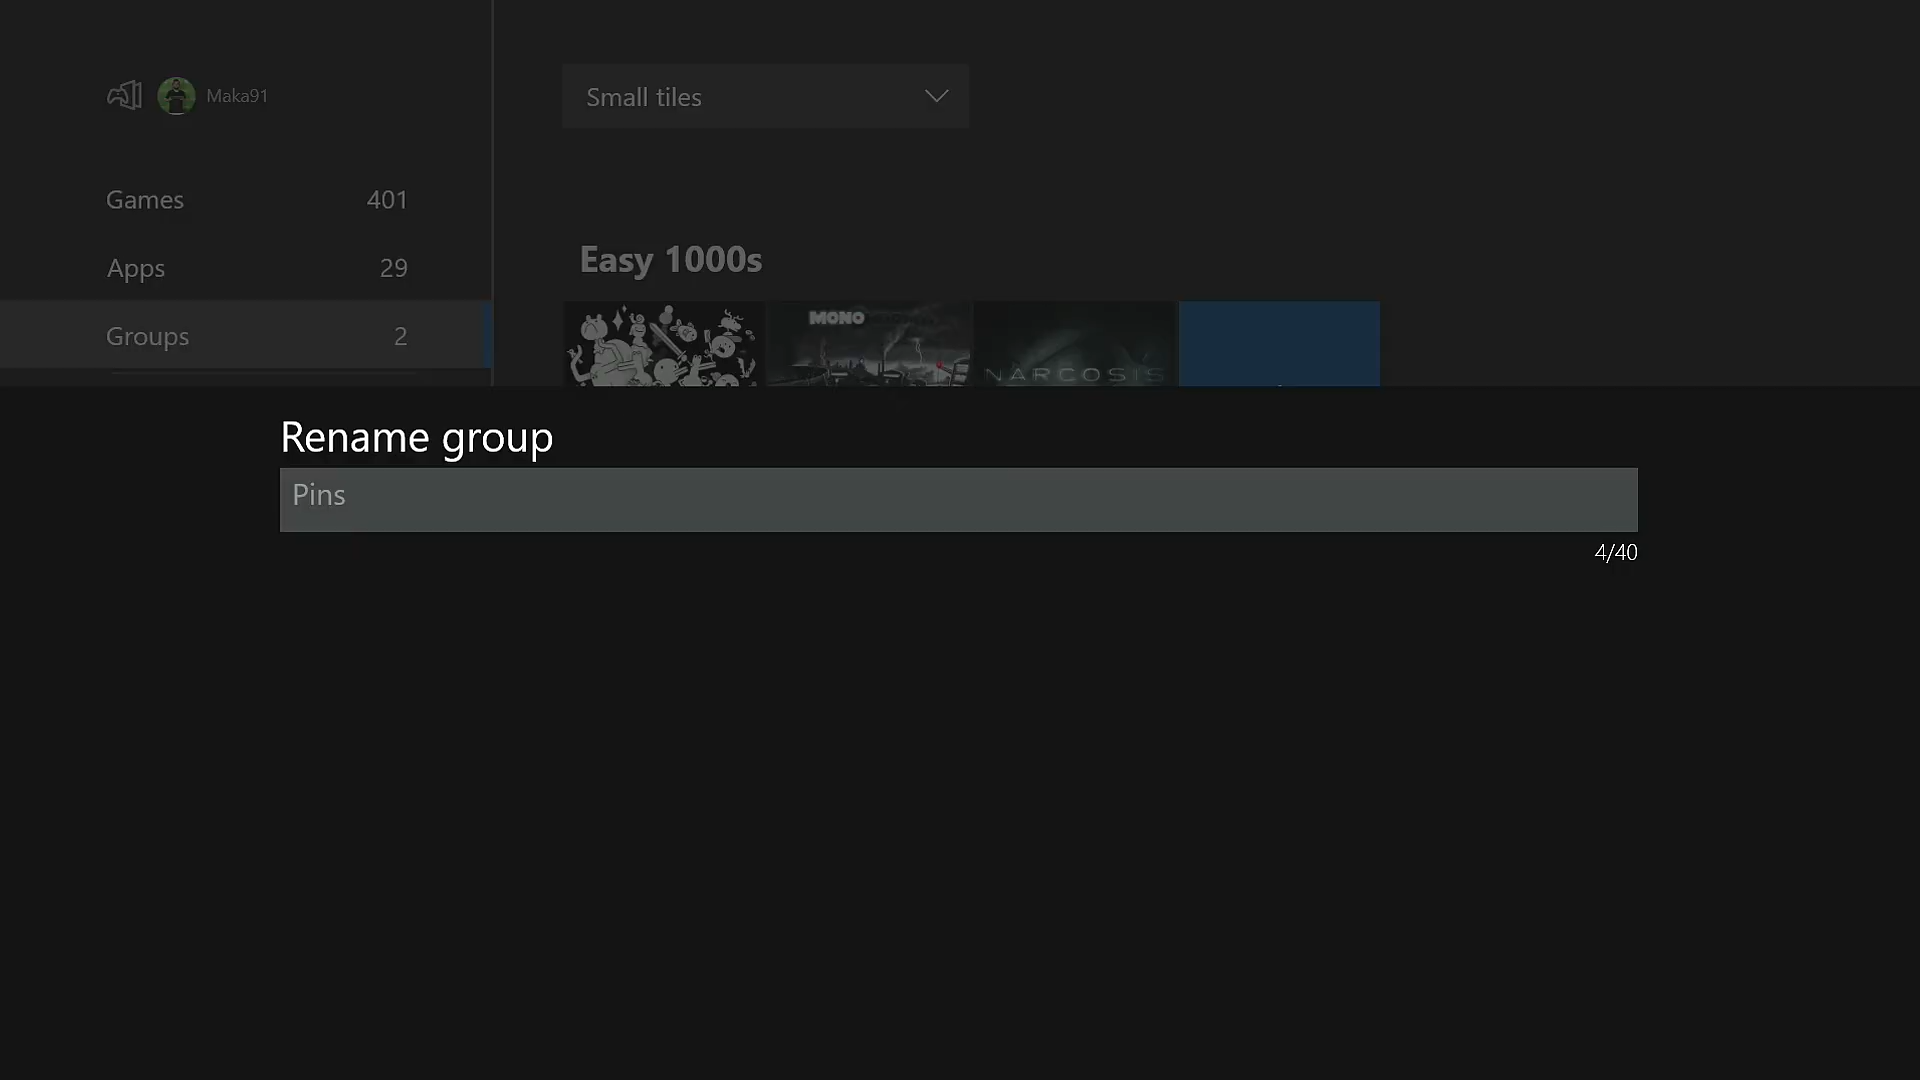 Maka91
Small tiles
Games 401
Apps 29
Groups 2
Easy 1000s
MONO
NARCOSIS
Rename group
Pins
4/40